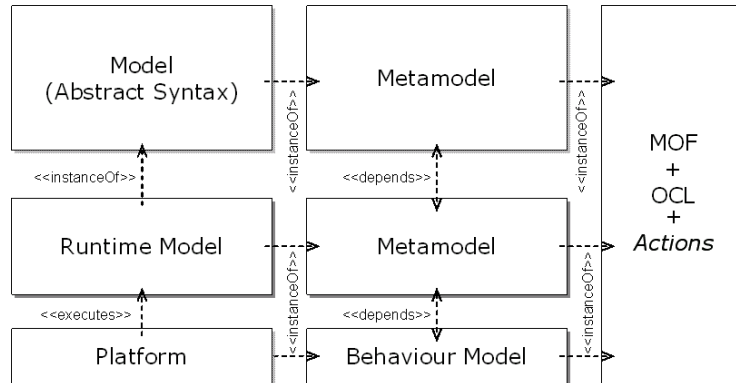 Model
(Abstract Syntax)
<<instanceOf>>
Metamodel
<<instanceOf>>
MOF
+
OCL
+
Actions
<<instanceOf>>
<<depends>>
Runtime Model
<<instanceOf>>
Metamodel
<<instanceOf>>
<<executes>>
<<depends>>
Platform
Behaviour Model